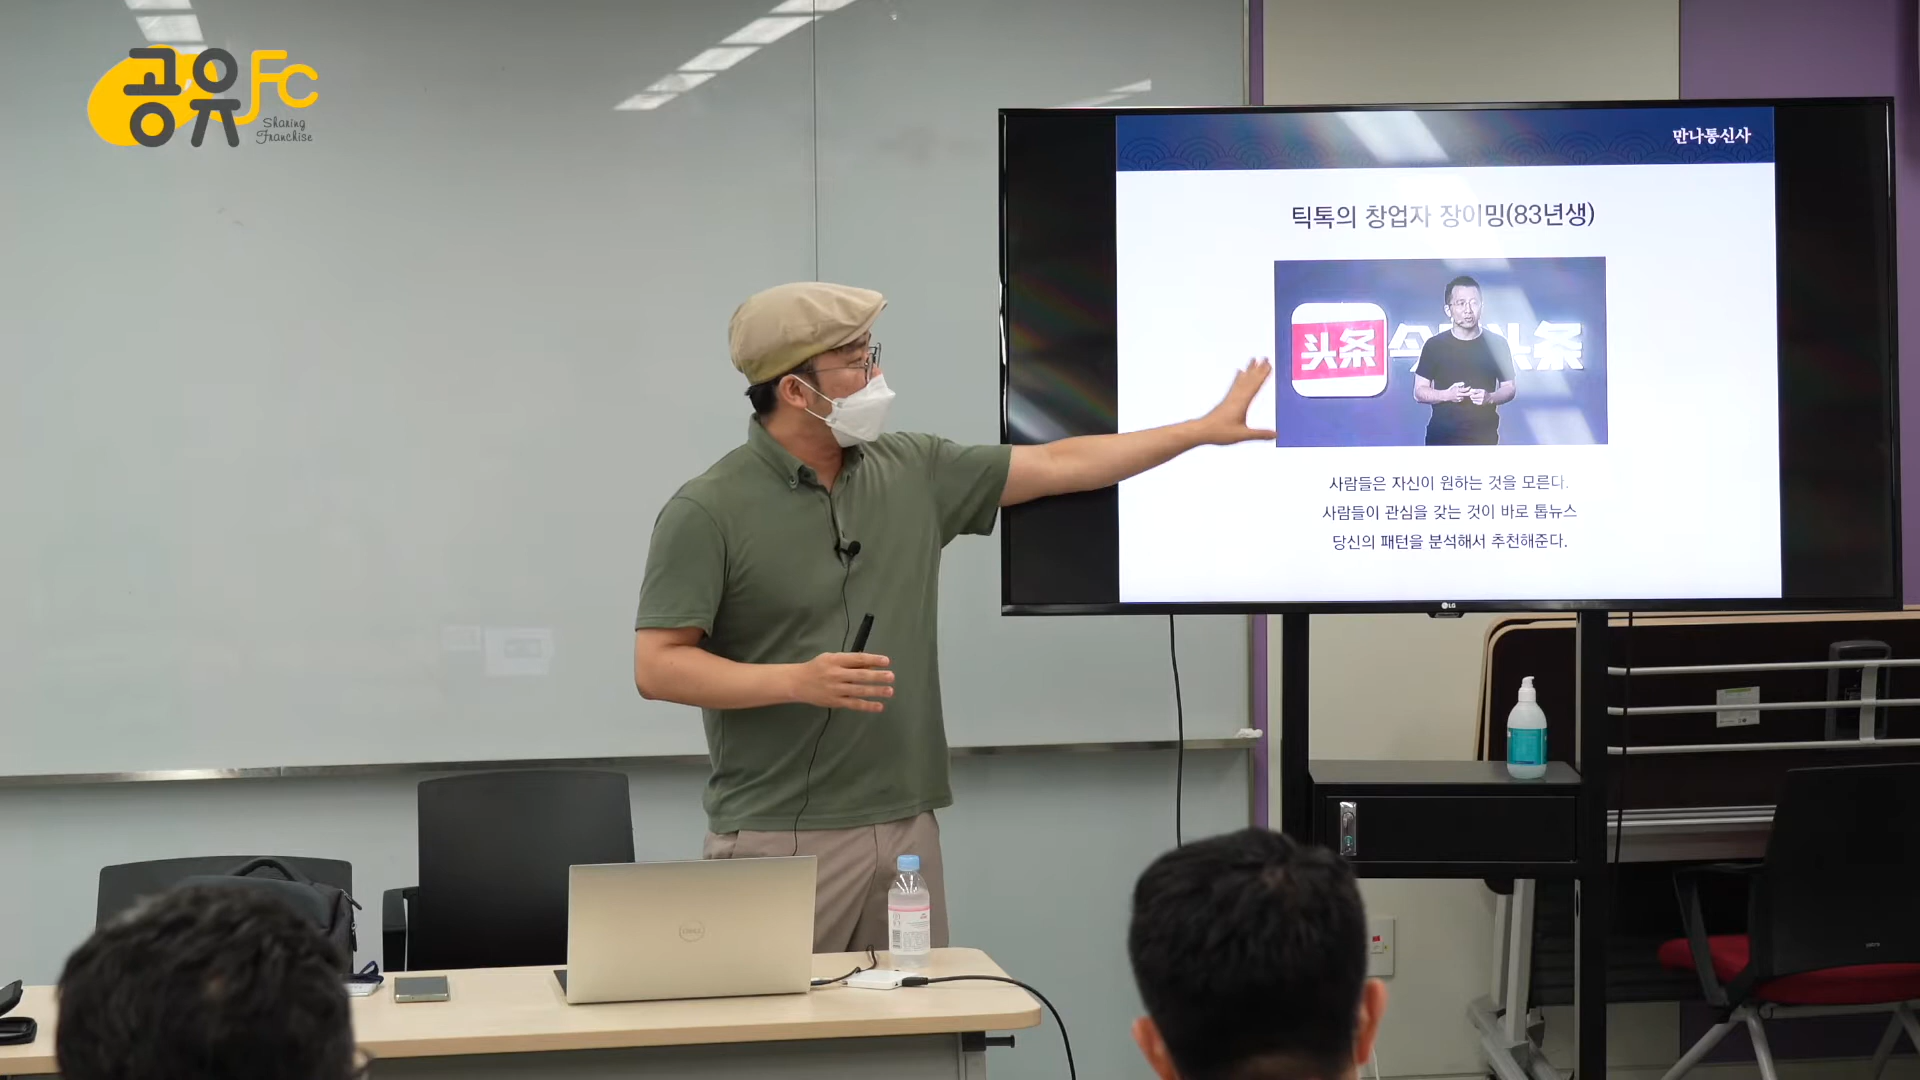 공유FC
Sharing
Franchise
만나통신사
틱톡의 창업자 장이밍(83년생)
头条
头条
사람들은 자신이 원하는 것을 모른다.
사람들이 관심을 갖는 것이 바로 톱뉴스
당신의 패턴을 분석해서 추천해준다.
LG
DELL